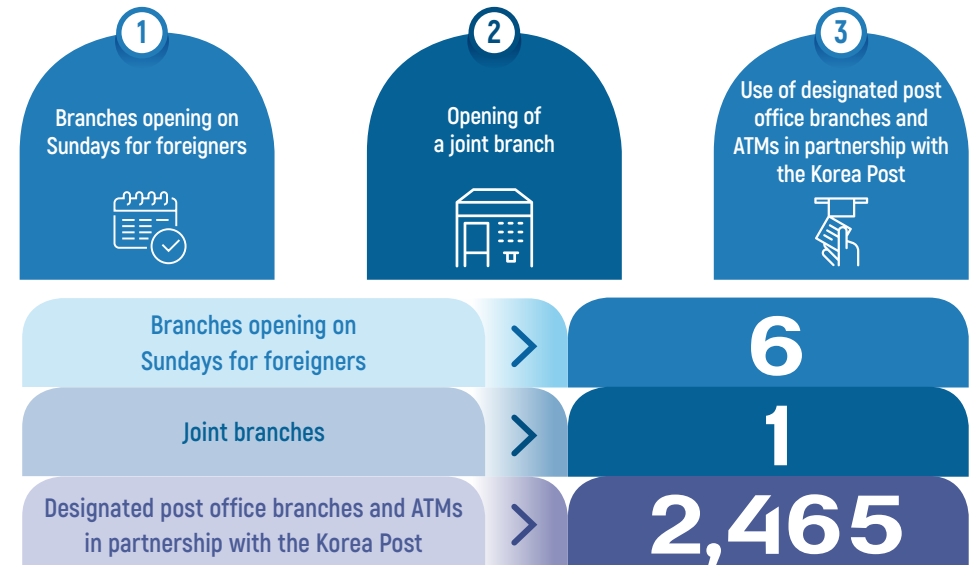 1
Branches opening on
Sundays for foreigners
2
Opening of
a joint branch
3
Use of designated post
office branches and
ATMs in partnership with
the Korea Post
Branches opening on
Sundays for foreigners
6
Joint branches
1
Designated post office branches and ATMs
in partnership with the Korea Post
2,465